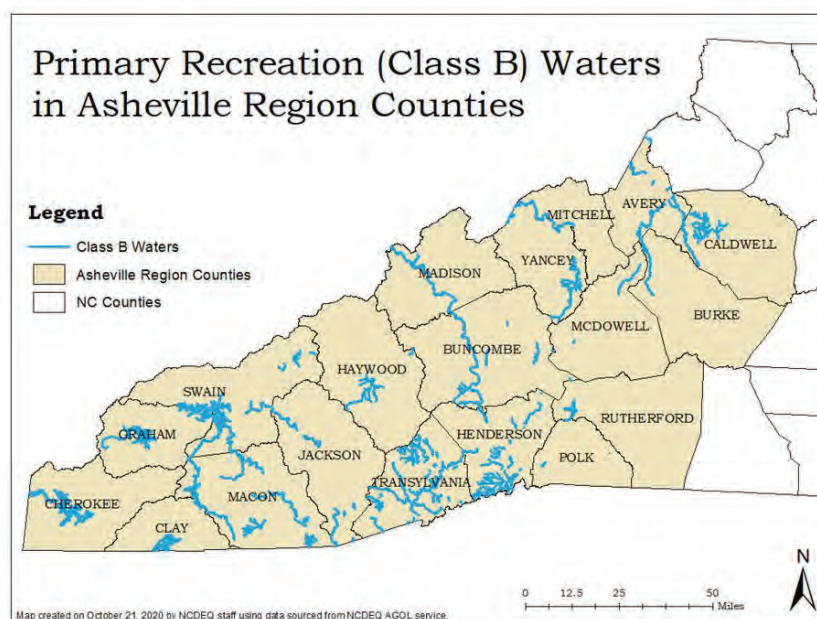 Primary Recreation (Class B) Waters
in Asheville Region Counties
Legend
Class B Waters
Asheville Region Counties
NC Counties
AVERY
MITCHELL
CALDWELL
YANCEY
MADISON
BURKE
MCDOWELL
BUNCOMBE
HAYWOOD
SWAIN
RUTHERFORD
GRAHAM
HENDERSON
JACKSON
POLK
TRANSYLVANIA
MACON
CHEROKEE
CLAY
N
0 12.5 25 50
Miles
Map created on October 21, 2020 by NCDEQ staff using data sourced from NCDEQ AGOL service.